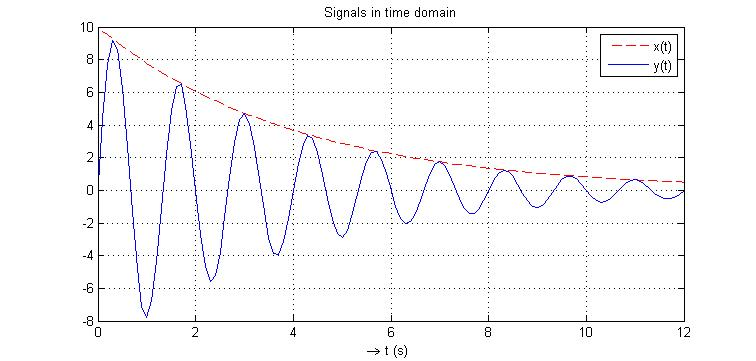 Signals in time domain
10
8
6
4
2
0
-2
-4
-6
-8
x(t)
y(t)
0 2 4 6 8 10 12
→ t (s)